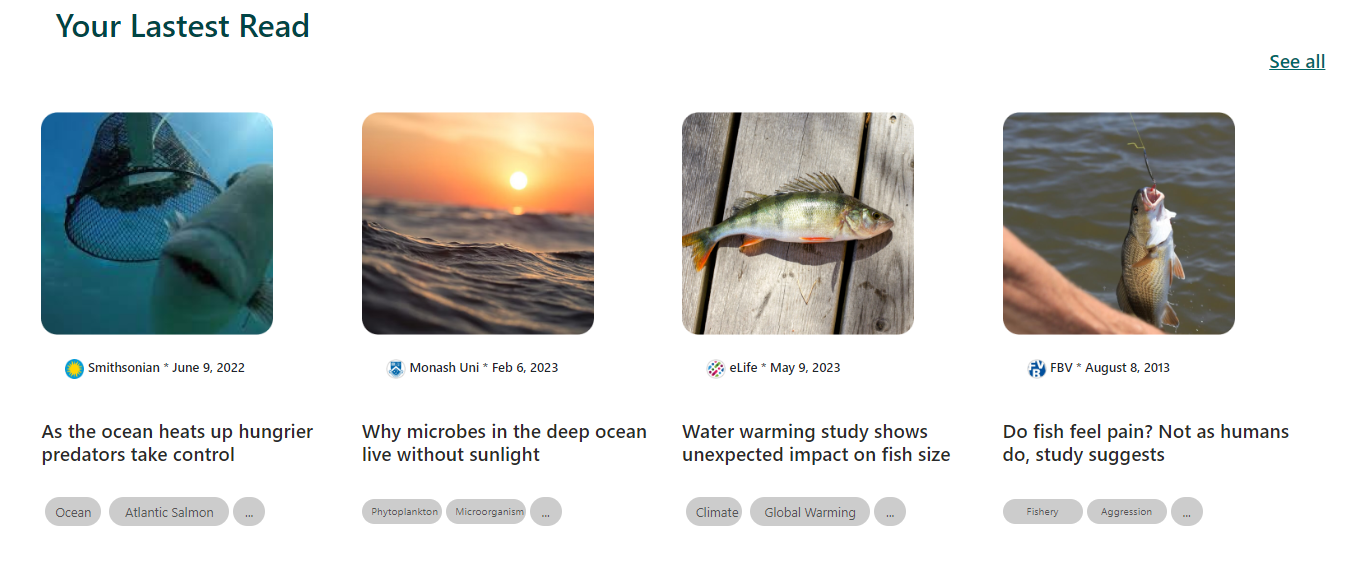 Your Lastest Read
See all
Smithsonian * June 9, 2022
Monash Uni * Feb 6, 2023
eLife * May 9, 2023
FBV * August 8, 2013
As the ocean heats up hungrier
predators take control
Why microbes in the deep ocean
live without sunlight
Water warming study shows
unexpected impact on fish size
Do fish feel pain? Not as humans
do, study suggests
Ocean
Atlantic Salmon
...
Phytoplankton
Microorganism
...
Climate
Global Warming
...
Fishery
Aggression
...